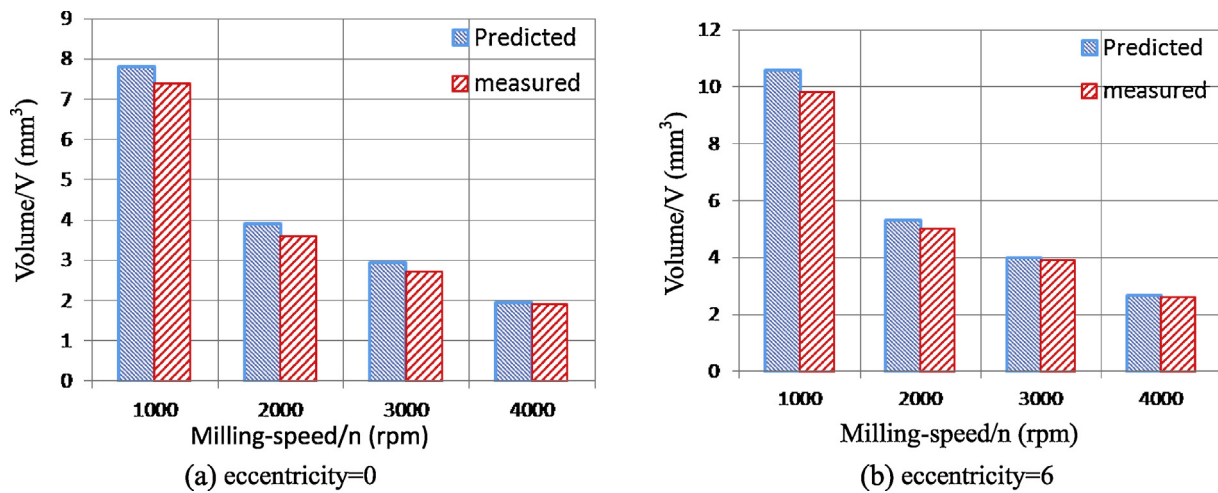 9
8
7
6
5
4
3
2
1
0
Volume/V (mm³)
Predicted
measured
1000 2000 3000 4000
Milling-speed/n (rpm)
(a) eccentricity=0
12
10
8
6
4
2
0
Volume/V (mm³)
Predicted
measured
1000 2000 3000 4000
Milling-speed/n (rpm)
(b) eccentricity=6